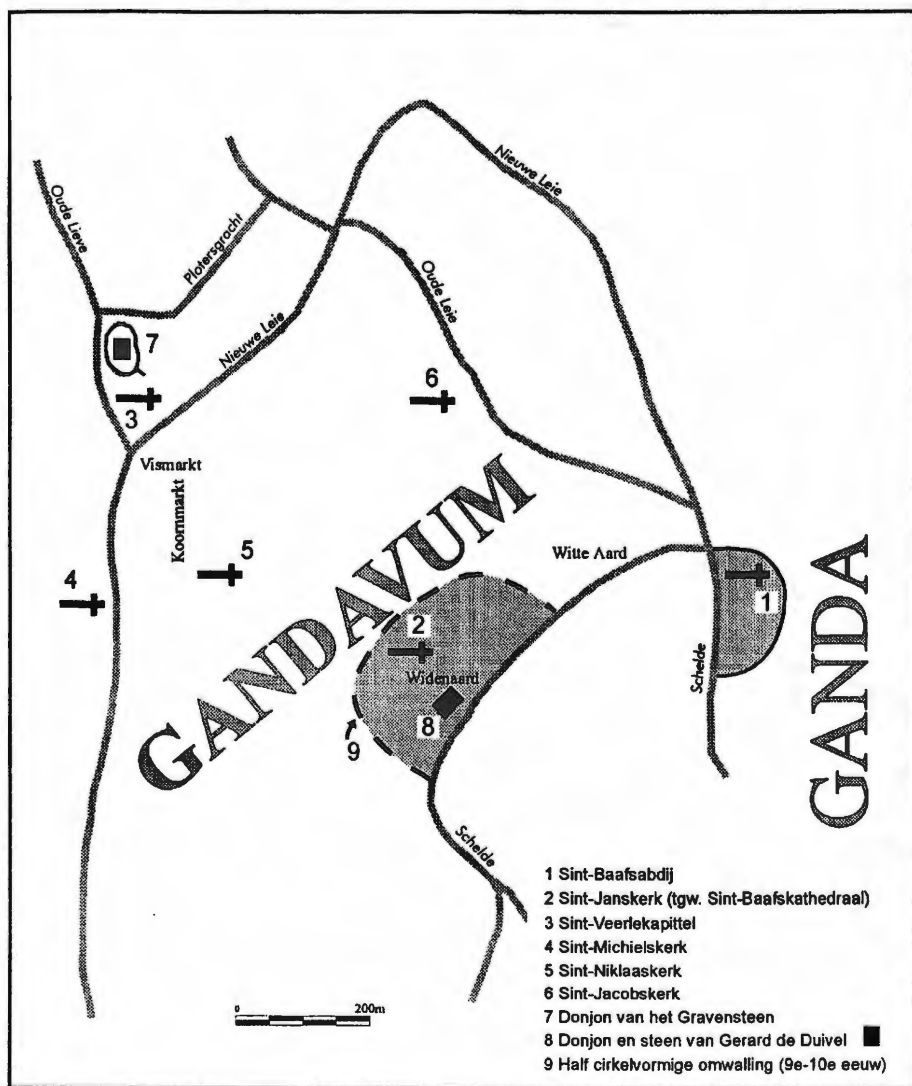 Nieuwe Leie
Oude Lieve
Plotersgracht
Oude Leie
Nieuwe Leie
7
6
3
Vismarkt
Koornmarkt
GANDAVUM
5
Witte Aard
4
1
GANDA
2
Widenaard
Schelde
8
9
Schelde
1 Sint-Baafsabdij
2 Sint-Janskerk (tgw. Sint-Baafskathedraal)
3 Sint-Veerlekapittel
4 Sint-Michielskerk
5 Sint-Niklaaskerk
6 Sint-Jacobskerk
7 Donjon van het Gravensteen
8 Donjon en steen van Gerard de Duivel
9 Half cirkelvormige omwalling (9e-10e eeuw)
0 200m